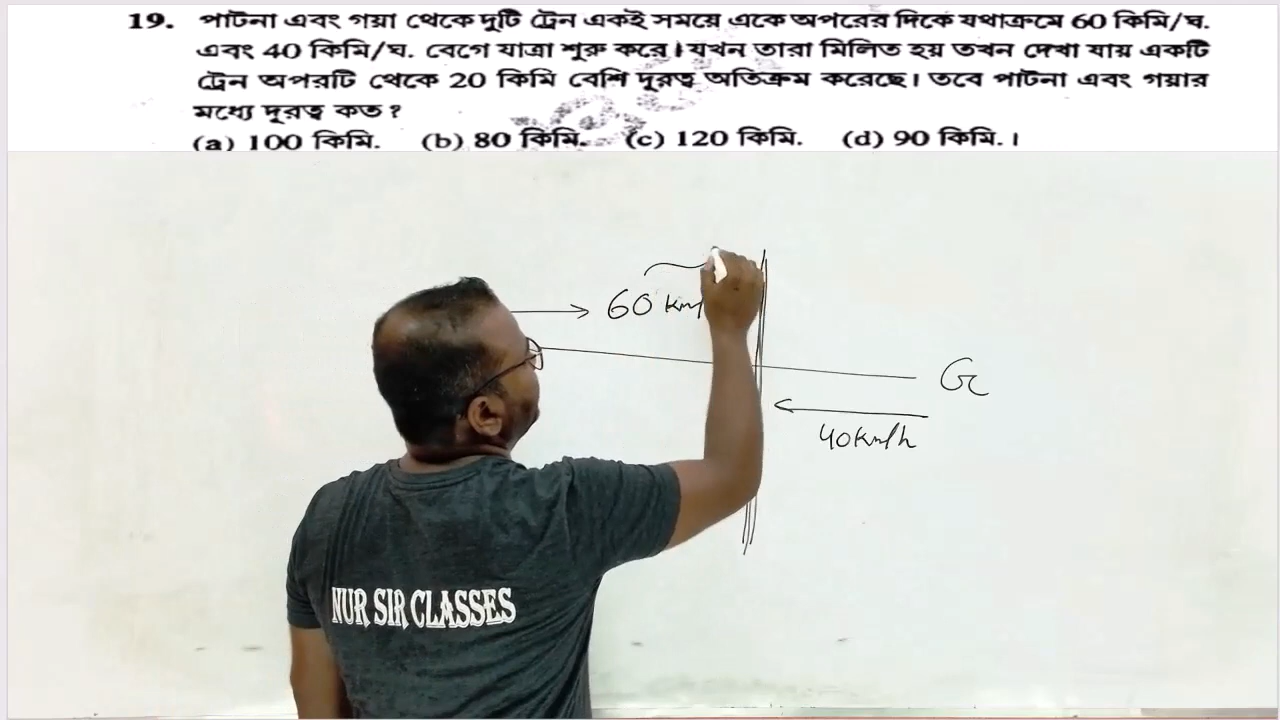 19. পাটনা এবং গয়া থেকে দুটি ট্রেন একই সময়ে একে অপরের দিকে যথাক্রমে 60 কিমি/ঘ.
এবং 40 কিমি/ঘ. বেগে যাত্রা শুরু করে। যখন তারা মিলিত হয় তখন দেখা যায় একটি
ট্রেন অপরটি থেকে 20 কিমি বেশি দূরত্ব অতিক্রম করেছে। তবে পাটনা এবং গয়ার
মধ্যে দূরত্ব কত?
(a) 100 কিমি. (b) 80 কিমি. (c) 120 কিমি. (d) 90 কিমি. ।
60 km
G
40 km/h
NUR SIR CLASSES